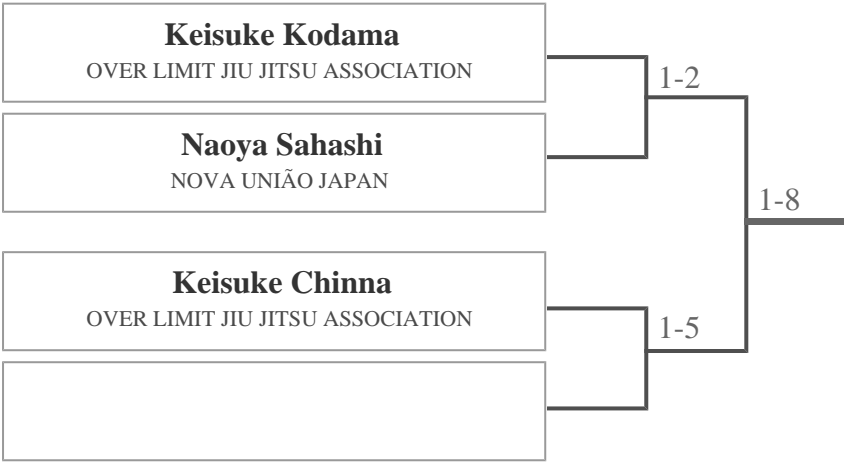 Keisuke Kodama
OVER LIMIT JIU JITSU ASSOCIATION
1-2
Naoya Sahashi
NOVA UNIÃO JAPAN
1-8
Keisuke Chinna
OVER LIMIT JIU JITSU ASSOCIATION
1-5